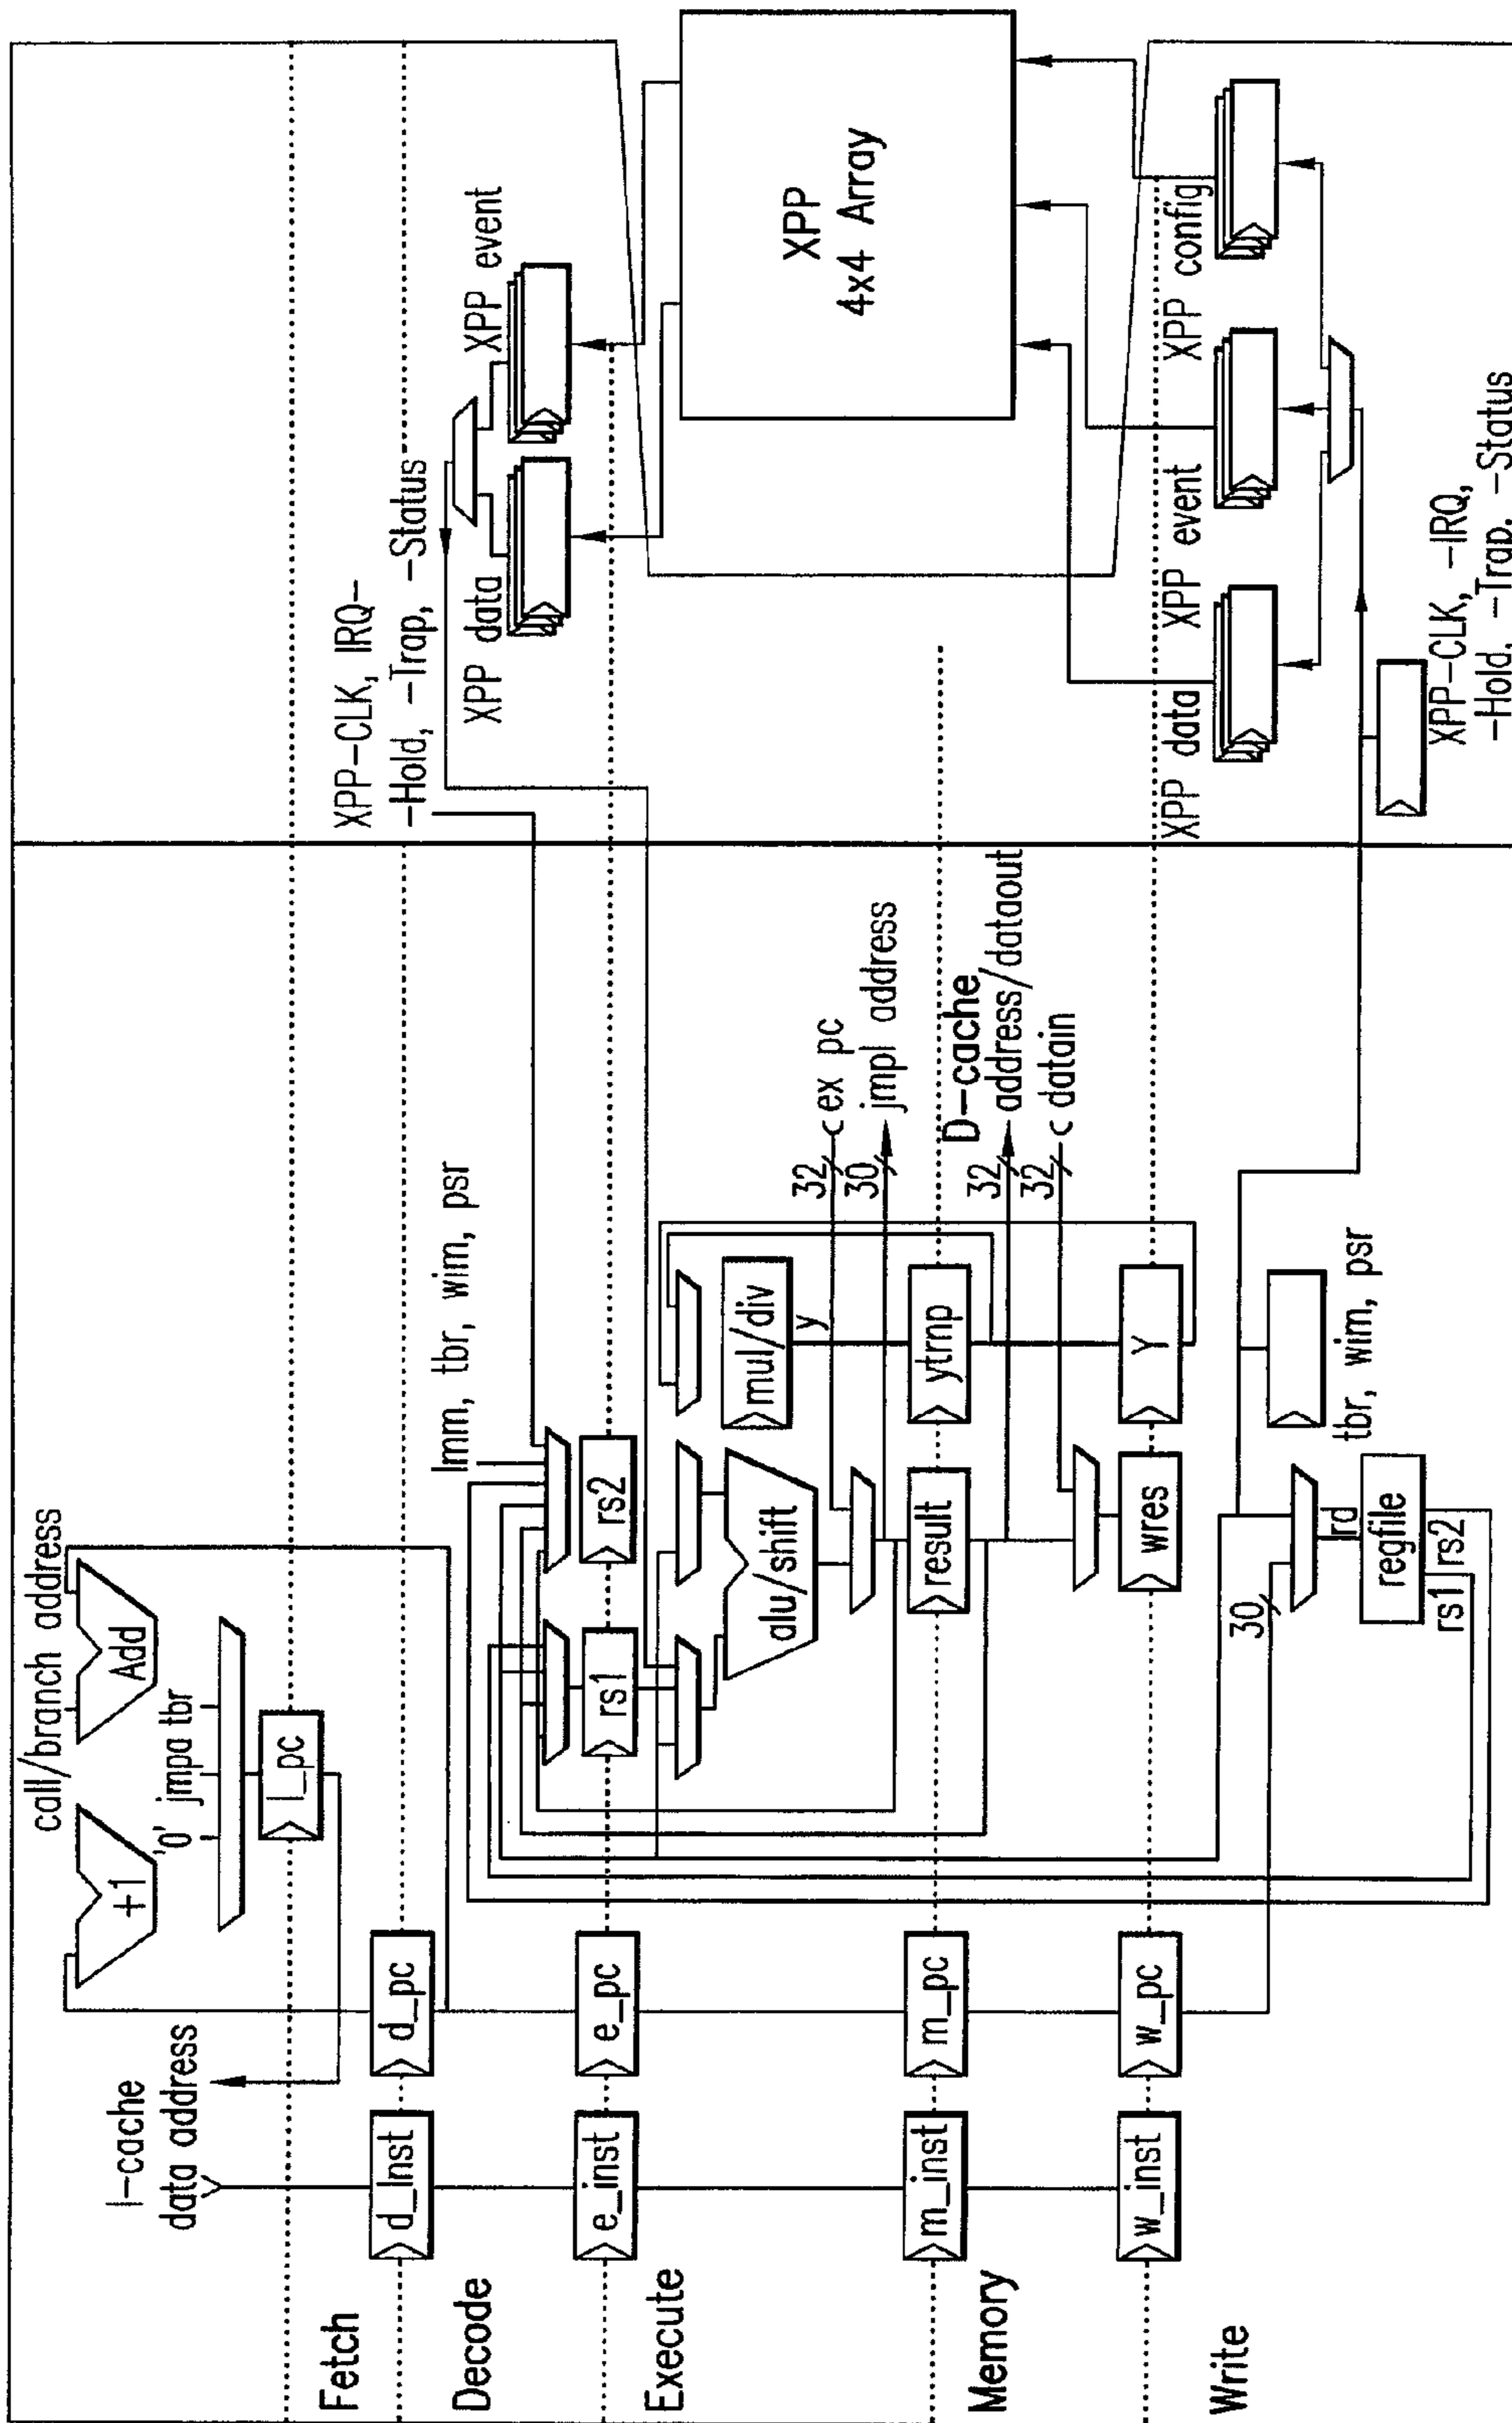 call/branch address
+1
Add
'0' jmpa tbr
I-cache
data address
I_pc
Fetch
d_Inst
d_pc
Decode
Imm, tbr, wim, psr
XPP-CLK, IRQ-
-Hold, -Trap, -Status
XPP data
XPP event
e_inst
e_pc
rs1
rs2
Execute
alu/shift
mul/div
y
32
ex pc
30
jmpl address
XPP
4x4 Array
m_inst
m_pc
result
ytmp
Memory
D-cache
32
address/dataout
32
datain
w_inst
w_pc
wres
Y
Write
XPP data
XPP event
XPP config
30
rd
regfile
rs1
rs2
tbr, wim, psr
XPP-CLK, -IRQ,
-Hold, -Trap, -Status